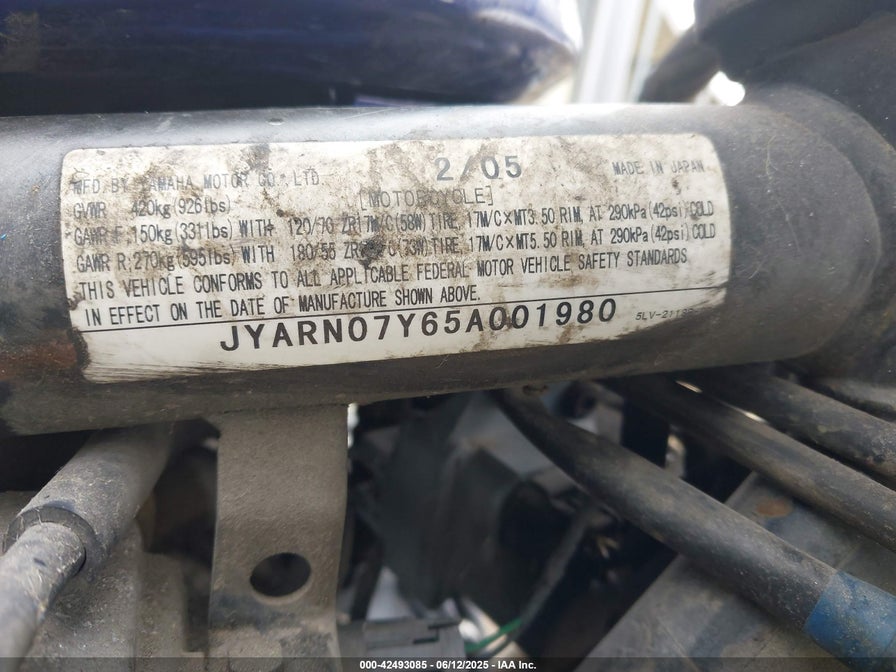 2/05
MADE IN JAPAN
MFD. BY YAMAHA MOTOR CO., LTD.
[MOTORCYCLE]
GVWR 420kg(926lbs)
GAWR F;150kg(331lbs) WITH 120/70 ZR17M/C(58W) TIRE, 17M/C×MT3.50 RIM, AT 290kPa(42psi) COLD
GAWR R;270kg(595lbs) WITH 180/55 (73W) TIRE, 17M/C×MT5.50 RIM, AT 290kPa(42psi) COLD
THIS VEHICLE CONFORMS TO ALL APPLICABLE FEDERAL MOTOR VEHICLE SAFETY STANDARDS
IN EFFECT ON THE DATE OF MANUFACTURE SHOWN ABOVE.
JYARN07Y65A001980
000-42493085 / 06/12/2025 - IAA Inc.